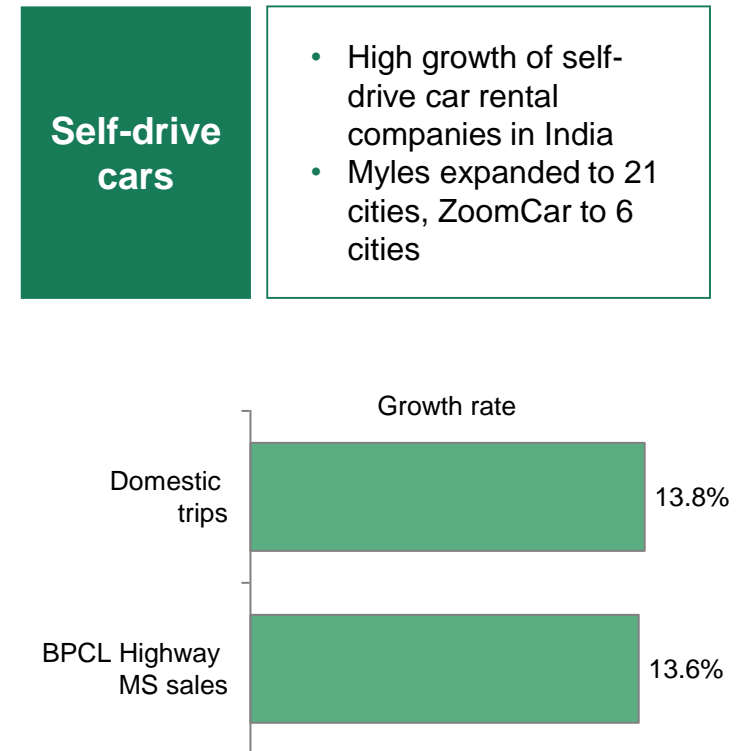 Self-drive
cars
• High growth of self-
drive car rental
companies in India
• Myles expanded to 21
cities, ZoomCar to 6
cities
Growth rate
Domestic
trips
13.8%
BPCL Highway
MS sales
13.6%